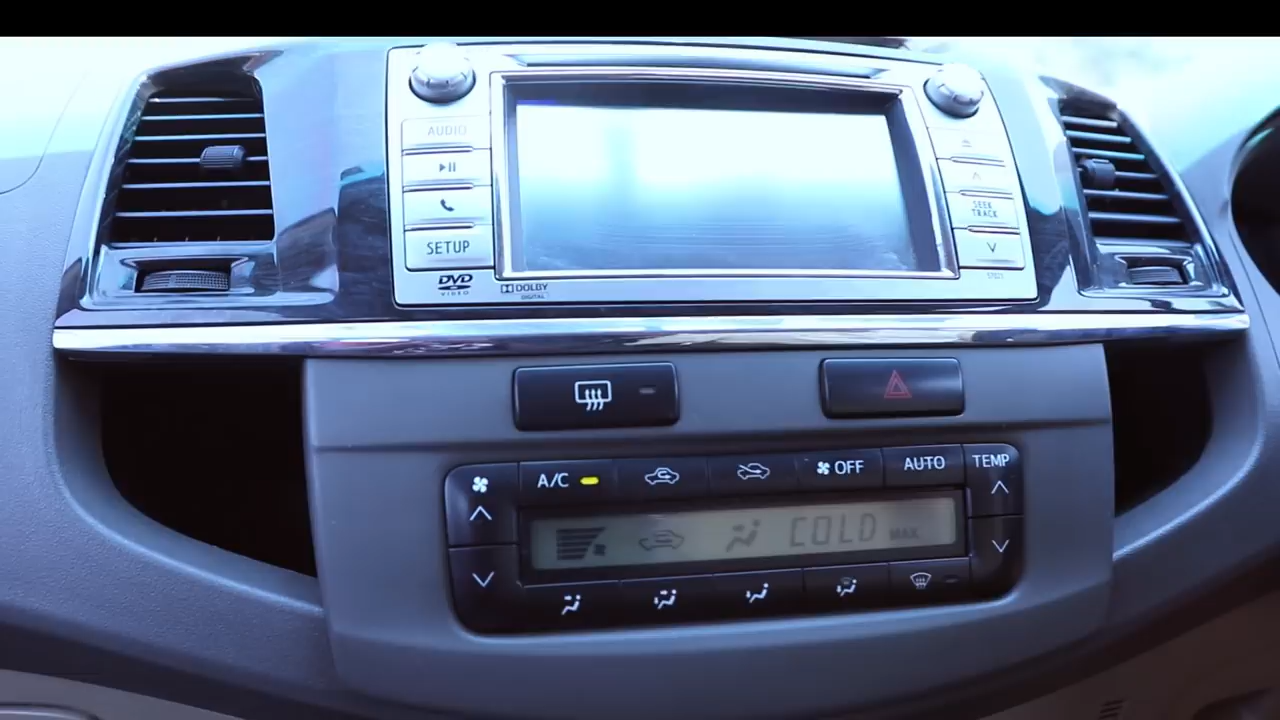 AUDIO
SETUP
DVD
VIDEO
DOLBY
DIGITAL
SEEK
TRACK
A/C
OFF
AUTO
TEMP
COLD MAX